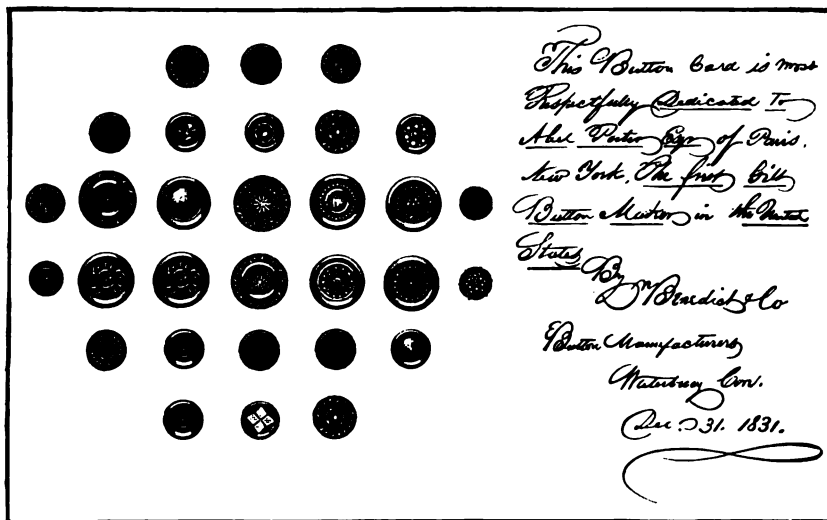 This Button Card is most
Respectfully Dedicated To
Abel Porter Esqr of Paris.
New York. The first Gilt
Button Maker in the United
States
By
Benedict & Co
Button Manufacturers
Waterbury Con.
Dec. 31. 1831.